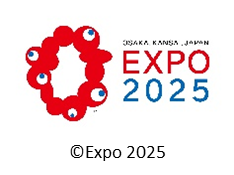 OSAKA, KANSAI, JAPAN
EXPO
2025
©Expo 2025